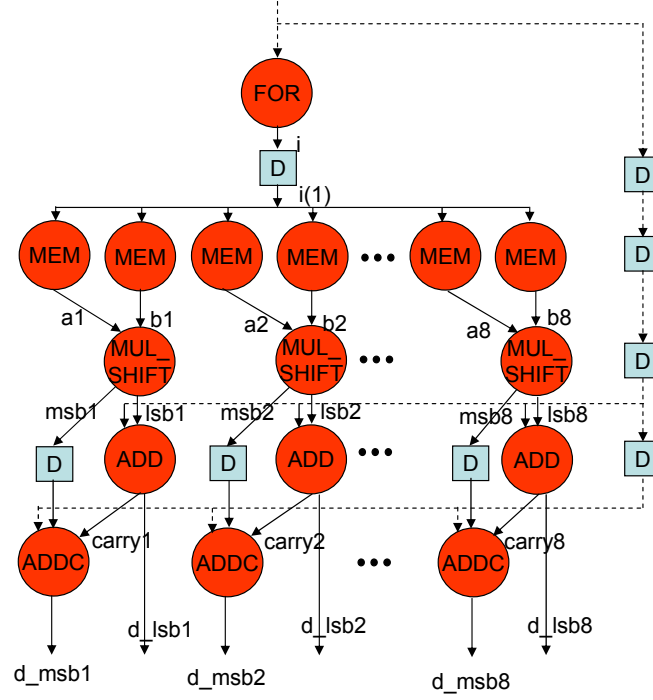 FOR
i
D
D
i(1)
MEM MEM MEM MEM MEM MEM
D
a1 b1 a2 b2 a8 b8
MUL_ SHIFT MUL_ SHIFT MUL_ SHIFT
D
msb1 lsb1 msb2 lsb2 msb8 lsb8
D ADD D ADD D ADD D
carry1 carry2 carry8
ADDC ADDC ADDC
d_lsb1 d_lsb2 d_lsb8
d_msb1 d_msb2 d_msb8